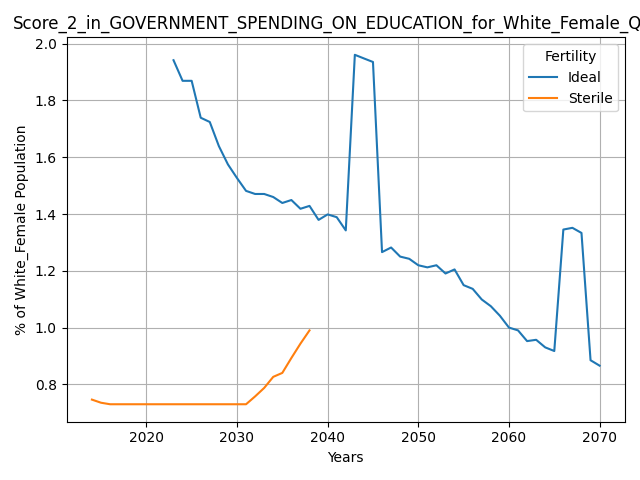 Score_2_in_GOVERNMENT_SPENDING_ON_EDUCATION_for_White_Female_Q
2.0
1.8
1.6
1.4
1.2
1.0
0.8
% of White_Female Population
Fertility
Ideal
Sterile
2020 2030 2040 2050 2060 2070
Years